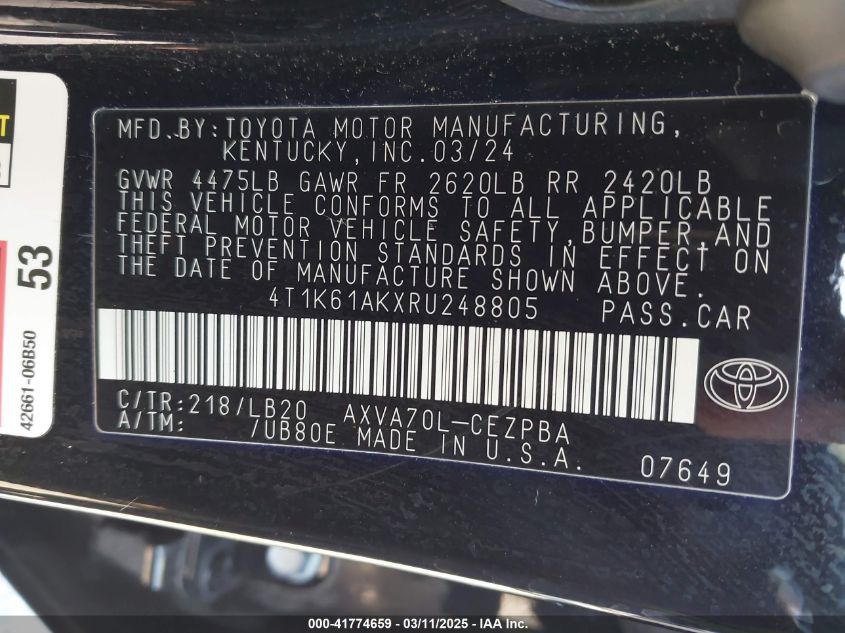 MFD. BY: TOYOTA MOTOR MANUFACTURING,
KENTUCKY, INC. 03/24
GVWR 4475LB GAWR FR 2620LB RR 2420LB
THIS VEHICLE CONFORMS TO ALL APPLICABLE
FEDERAL MOTOR VEHICLE SAFETY, BUMPER, AND
THEFT PREVENTION STANDARDS IN EFFECT ON
THE DATE OF MANUFACTURE SHOWN ABOVE.
4T1K61AKXRU248805 PASS. CAR
C/TR: 218/LB20 AXVA70L-CEZPBA
A/TM: /UB80E MADE IN U.S.A. 07649
53
42661-06B50
000-41774659 - 03/11/2025 - IAA Inc.